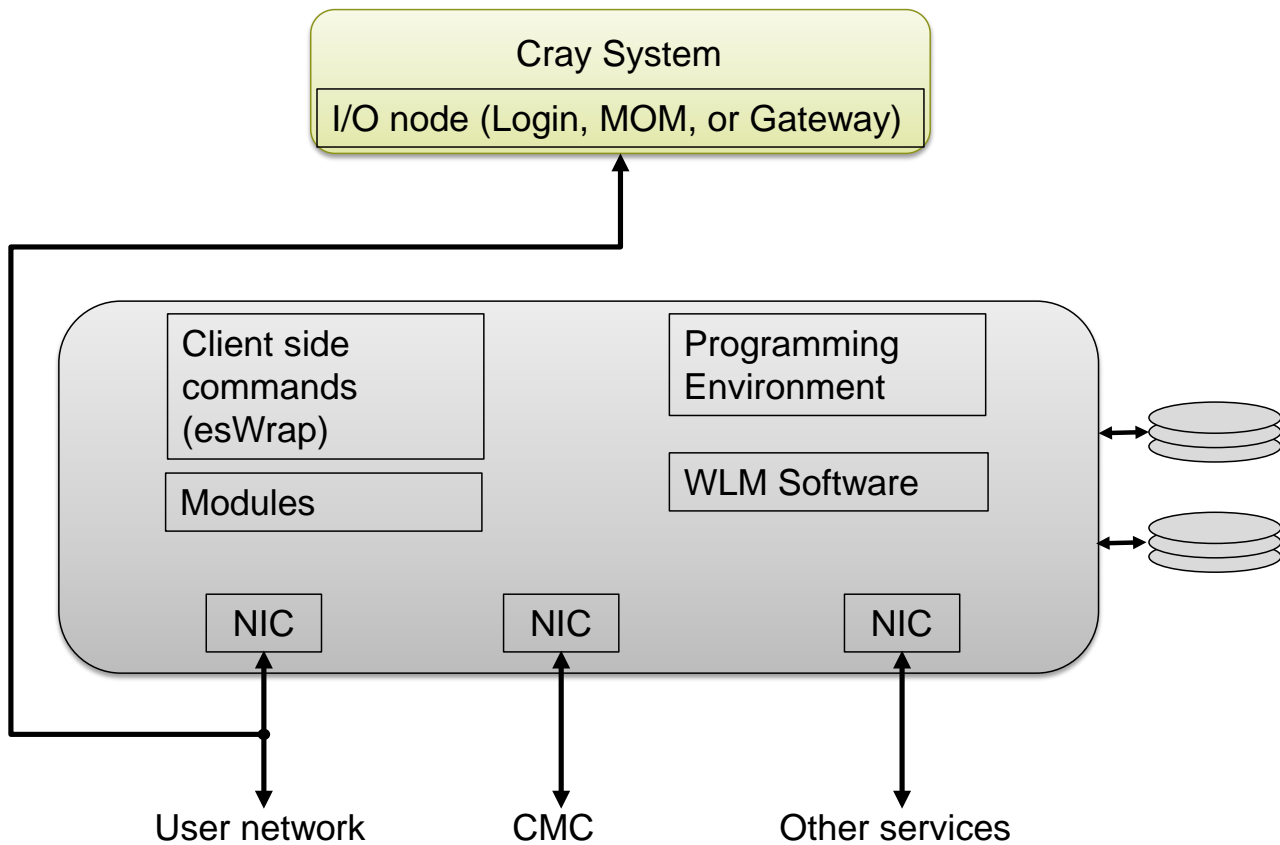 Cray System
I/O node (Login, MOM, or Gateway)
Client side
commands
(esWrap)
Modules
Programming
Environment
WLM Software
NIC
NIC
NIC
User network
CMC
Other services